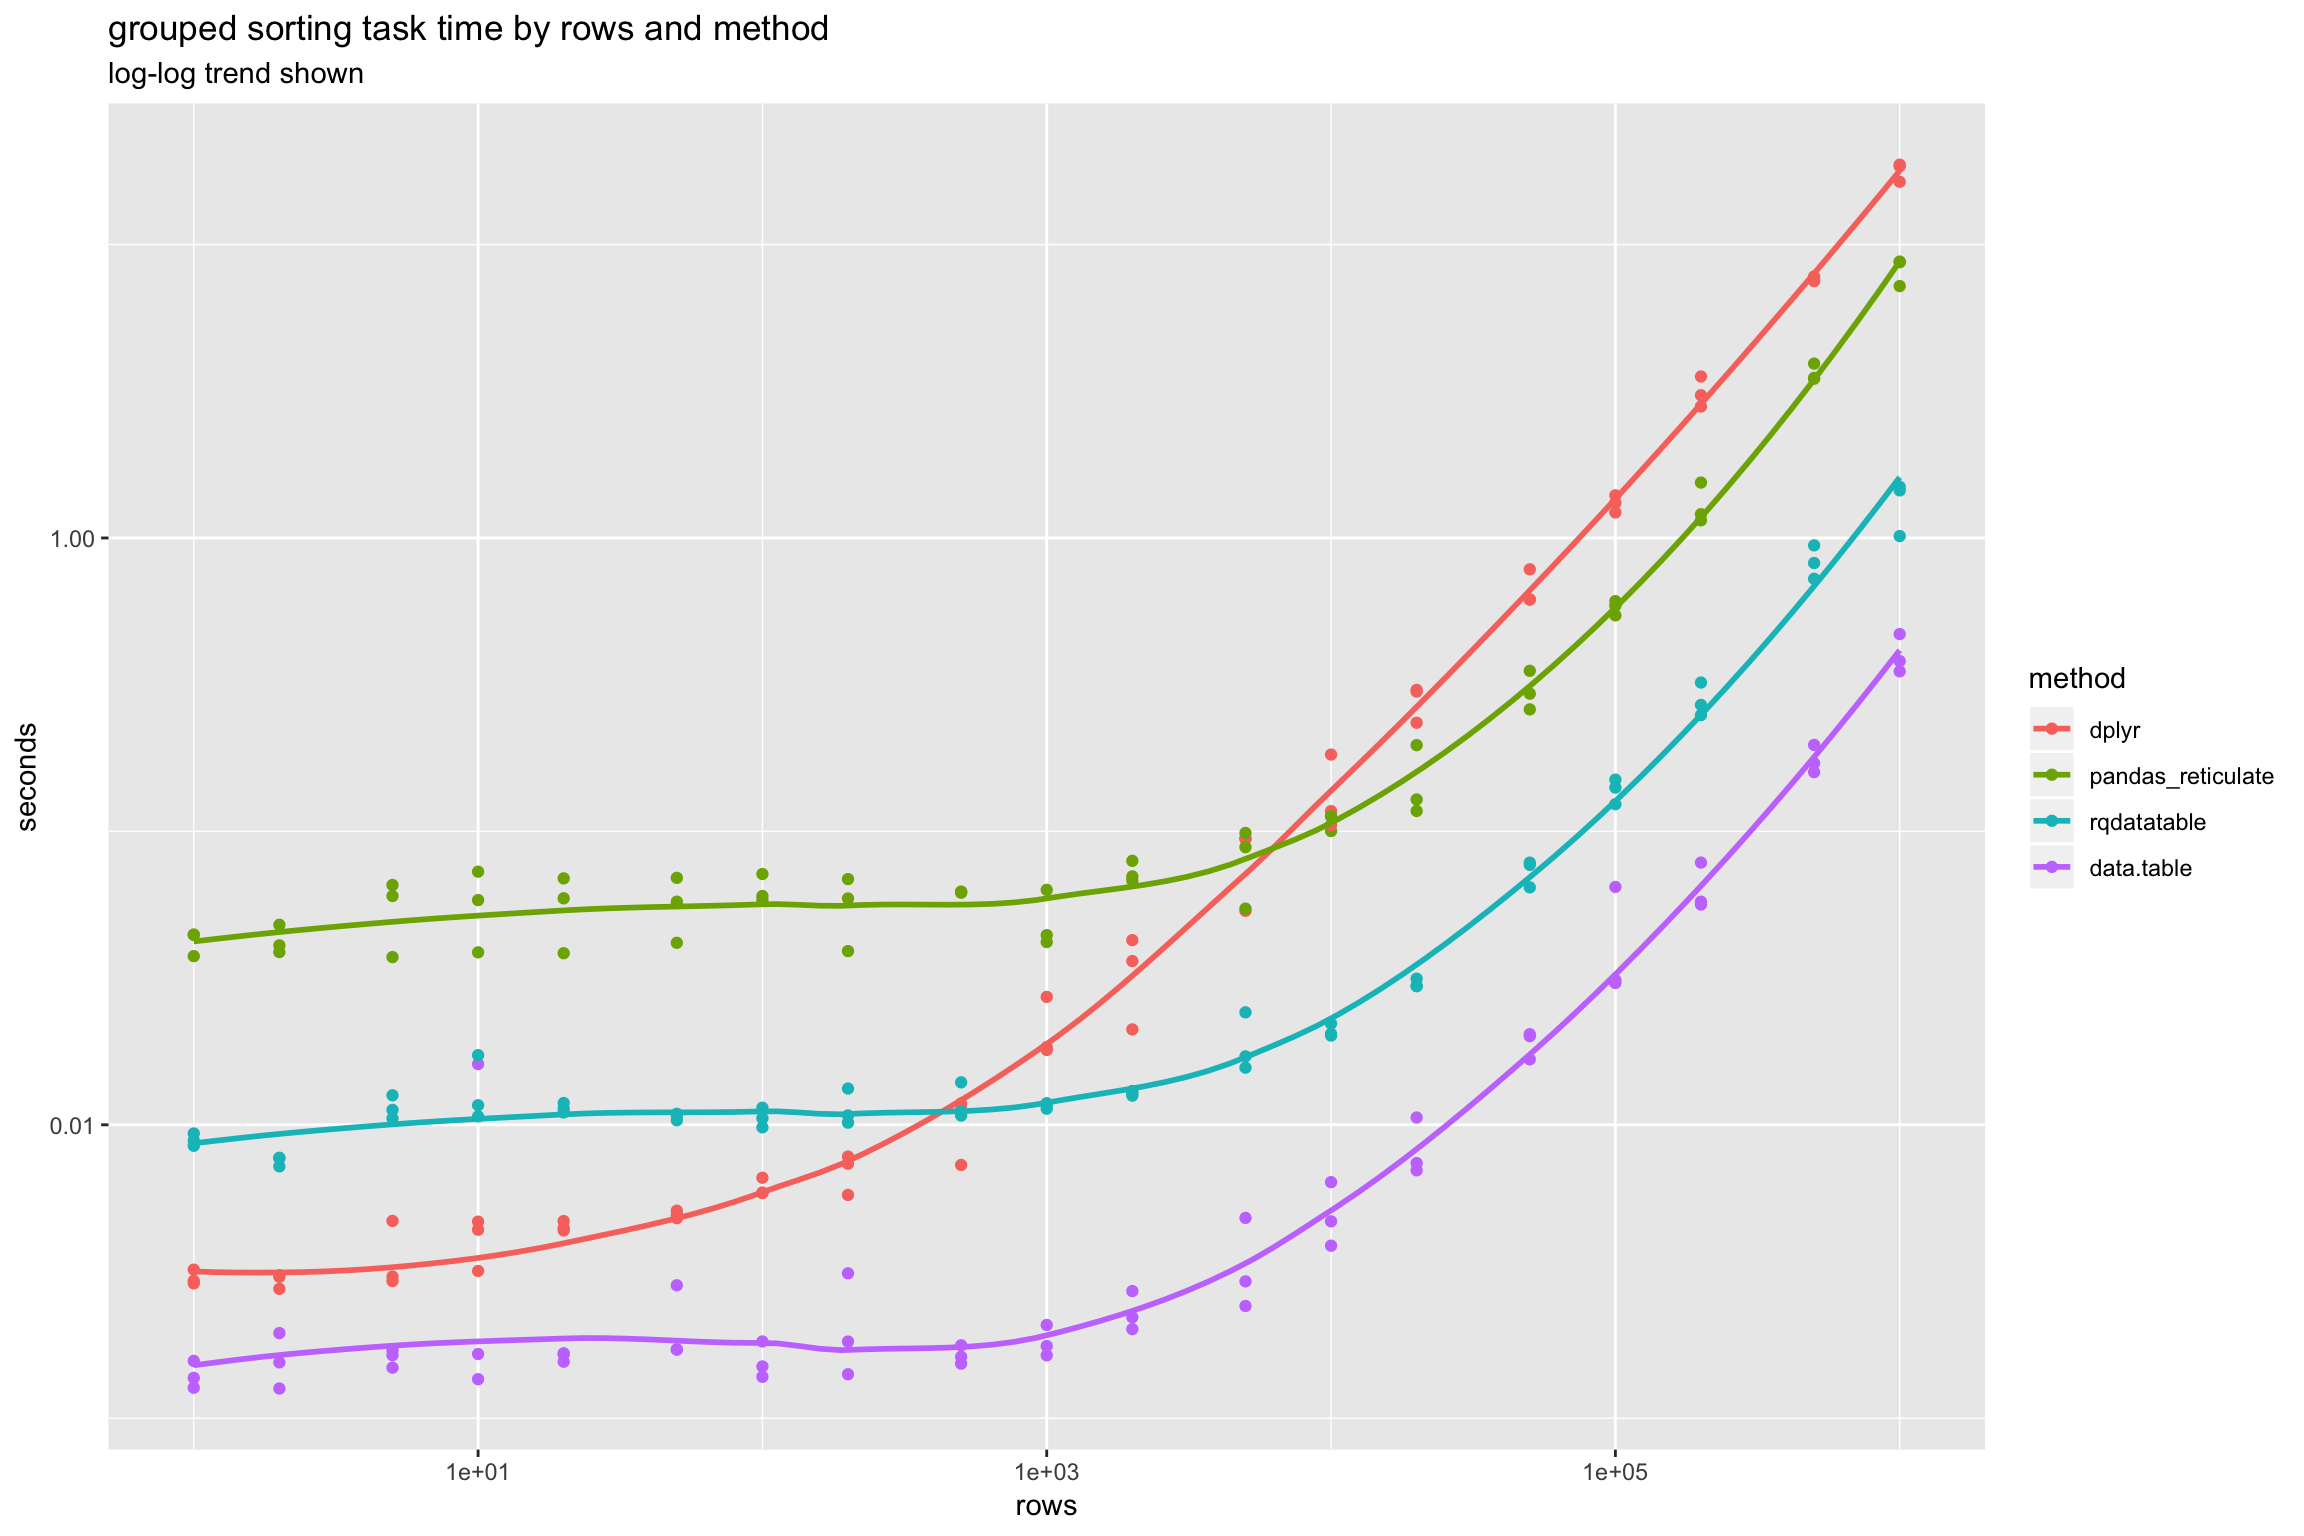 grouped sorting task time by rows and method
log-log trend shown
seconds
1.00
0.01
1e+01
1e+03
1e+05
rows
method
dplyr
pandas_reticulate
rqdatatable
data.table